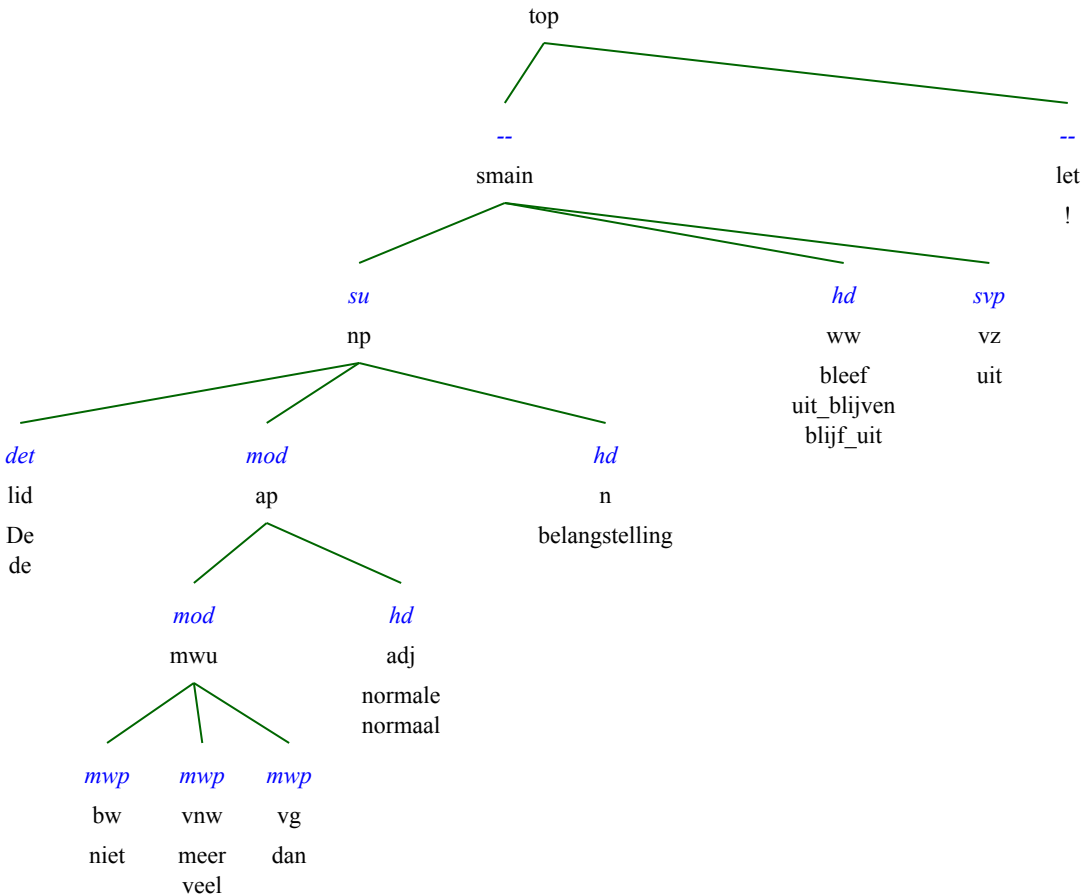 top
-- --
smain let
!
su hd svp
np ww vz
bleef uit
uit_blijven
blijf_uit
det mod hd
lid ap n
De belangstelling
de
mod hd
mwu adj
normale
normaal
mwp mwp mwp
bw vnw vg
niet meer dan
veel